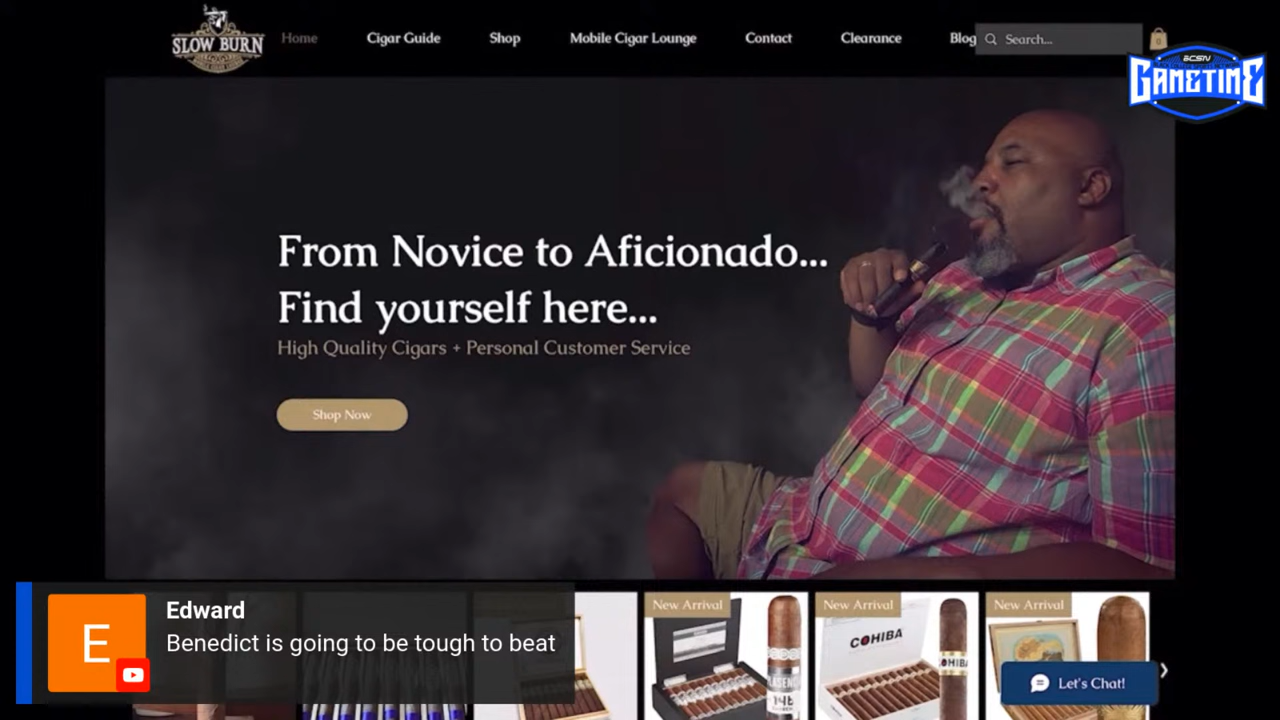 SLOW BURN
Home
Cigar Guide
Shop
Mobile Cigar Lounge
Contact
Clearance
Blog
Search...
0
BCSN
GAMETIME
From Novice to Aficionado...
Find yourself here...
High Quality Cigars + Personal Customer Service
Shop Now
New Arrival
New Arrival
New Arrival
COHIBA
Edward
E
Benedict is going to be tough to beat
Let's Chat!